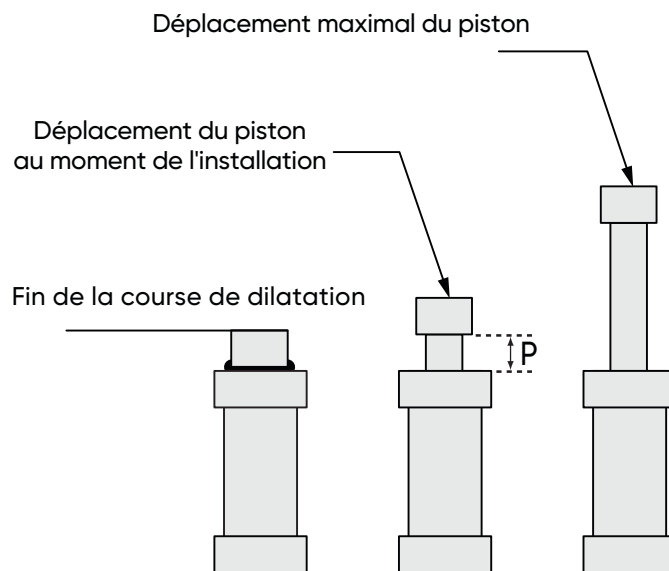 Déplacement maximal du piston
Déplacement du piston
au moment de l'installation
Fin de la course de dilatation
P